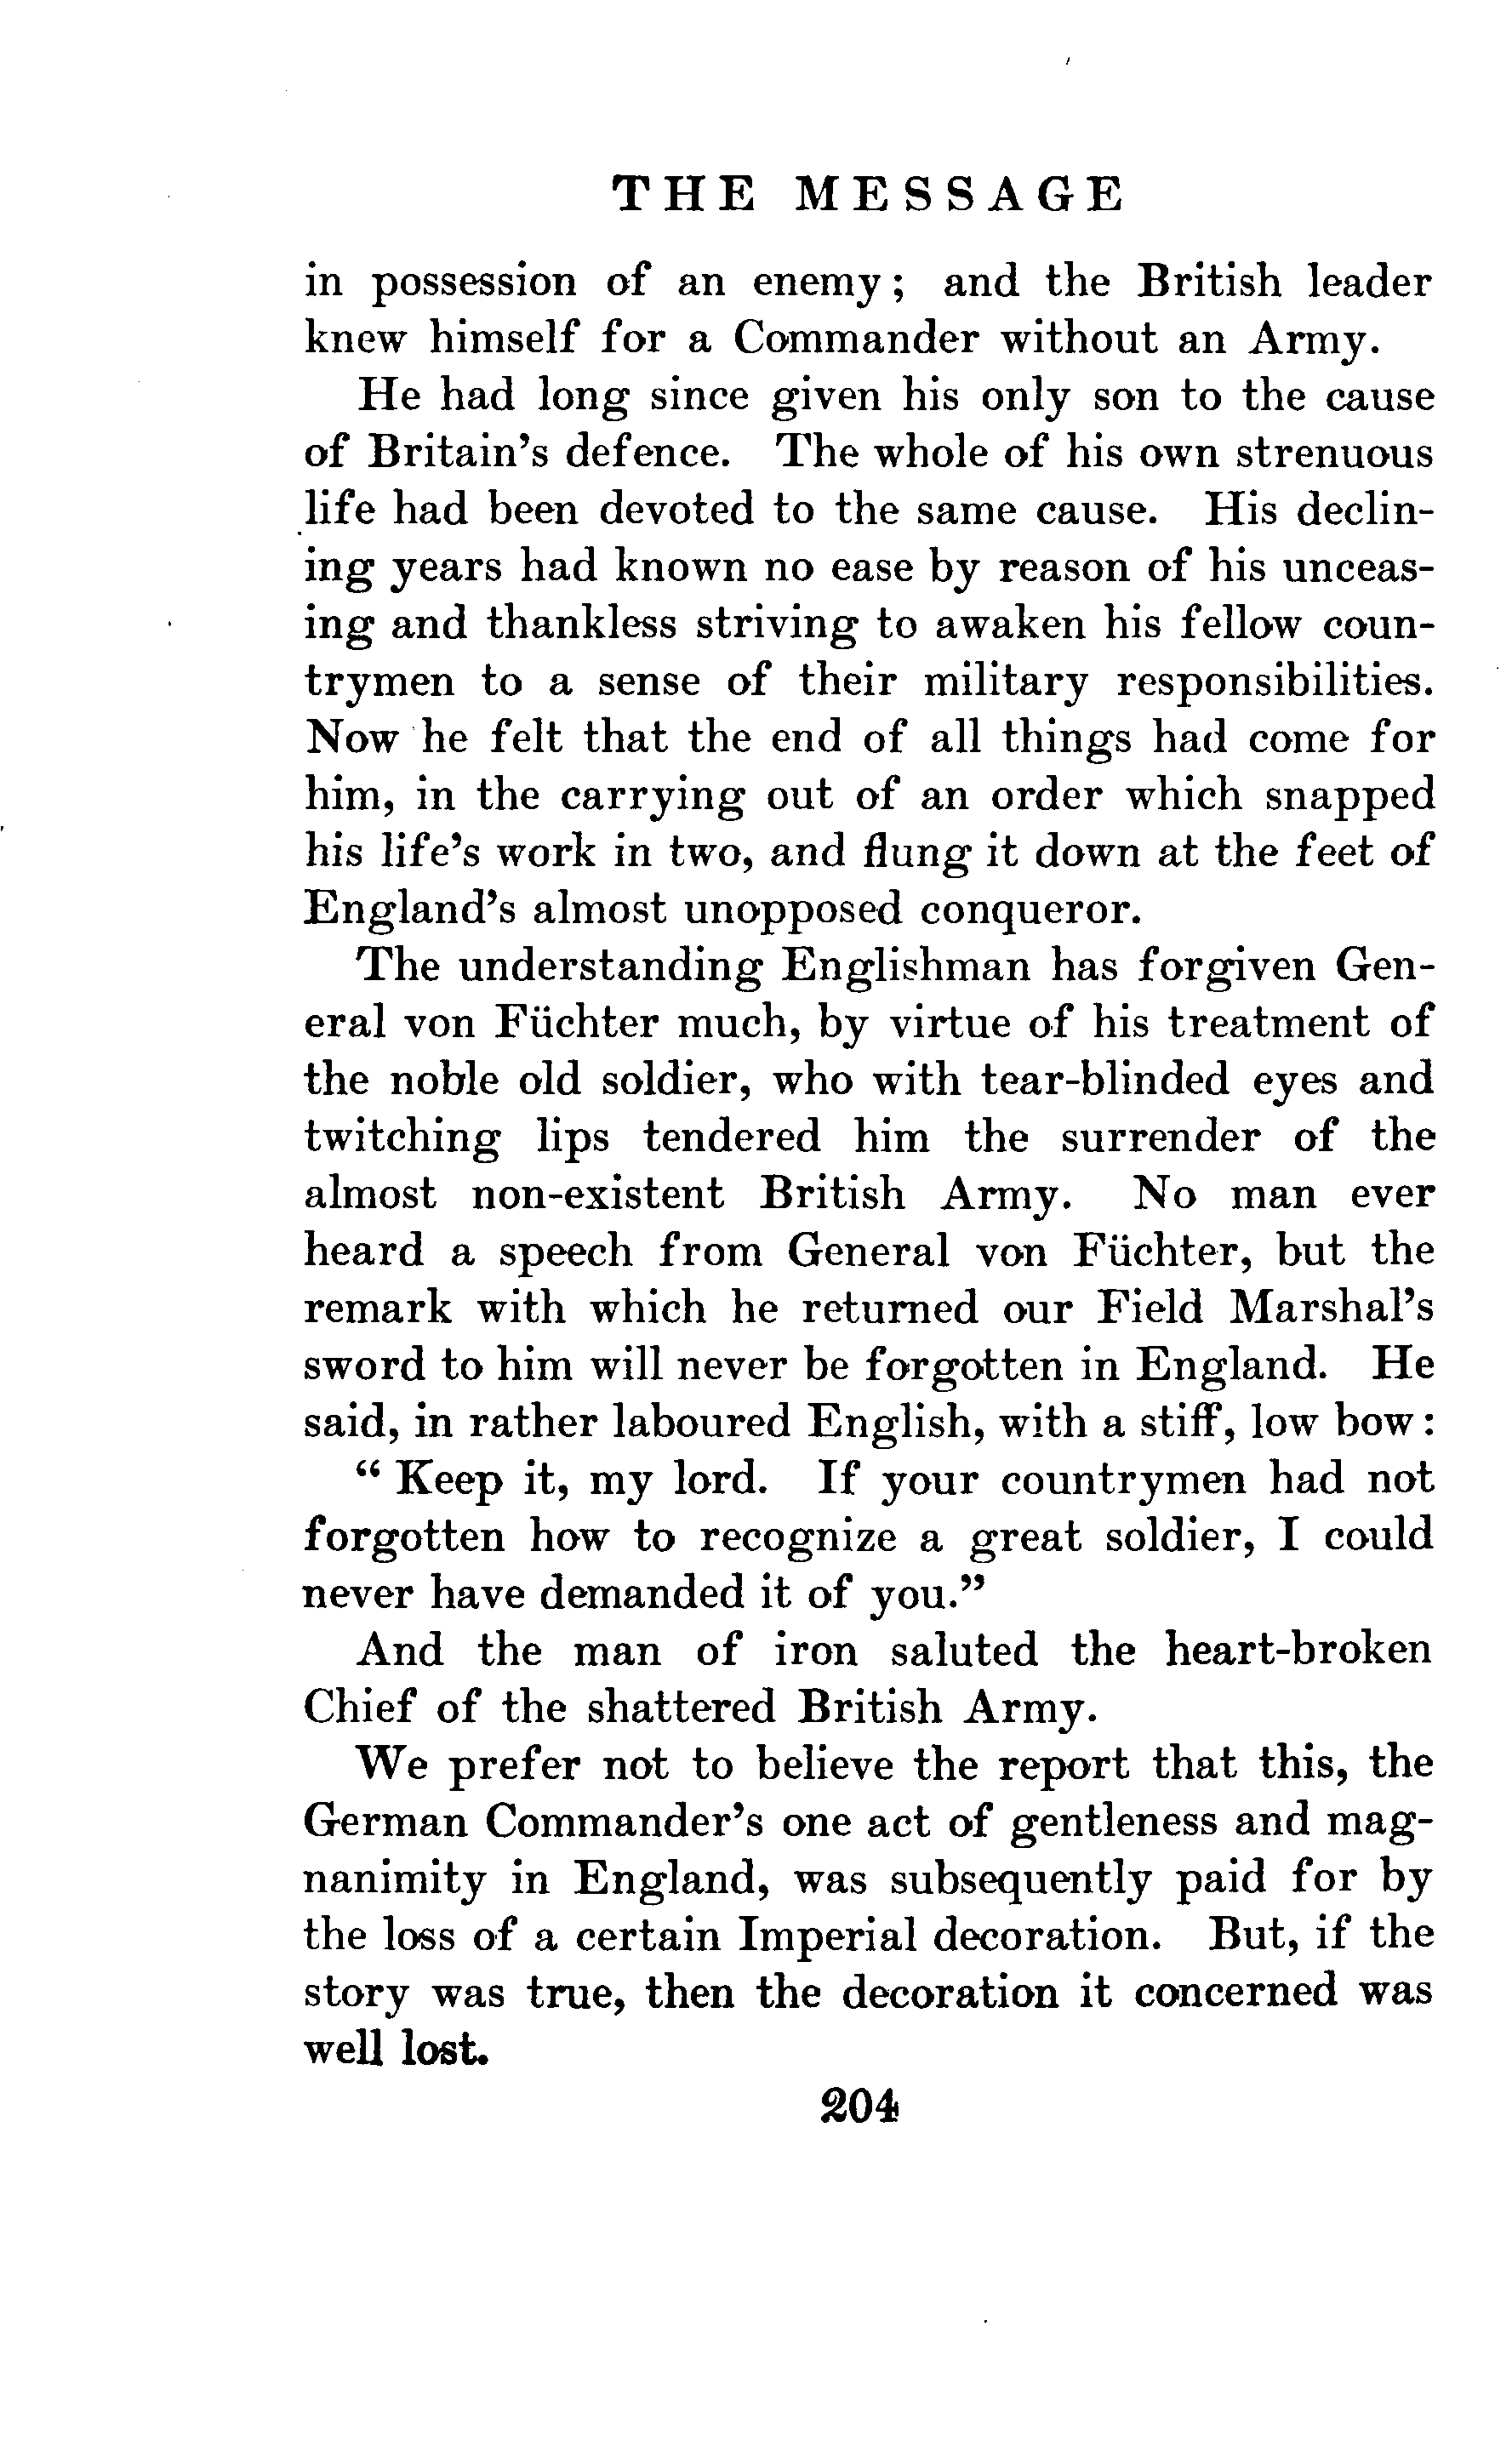 THE MESSAGE
in possession of an enemy; and the British leader
knew himself for a Commander without an Army.
He had long since given his only son to the cause
of Britain's defence. The whole of his own strenuous
life had been devoted to the same cause. His declin-
ing years had known no ease by reason of his unceas-
ing and thankless striving to awaken his fellow coun-
trymen to a sense of their military responsibilities.
Now he felt that the end of all things had come for
him, in the carrying out of an order which snapped
his life's work in two, and flung it down at the feet of
England's almost unopposed conqueror.
The understanding Englishman has forgiven Gen-
eral von Füchter much, by virtue of his treatment of
the noble old soldier, who with tear-blinded eyes and
twitching lips tendered him the surrender of the
almost non-existent British Army. No man ever
heard a speech from General von Füchter, but the
remark with which he returned our Field Marshal's
sword to him will never be forgotten in England. He
said, in rather laboured English, with a stiff, low bow:
"Keep it, my lord. If your countrymen had not
forgotten how to recognize a great soldier, I could
never have demanded it of you."
And the man of iron saluted the heart-broken
Chief of the shattered British Army.
We prefer not to believe the report that this, the
German Commander's one act of gentleness and mag-
nanimity in England, was subsequently paid for by
the loss of a certain Imperial decoration. But, if the
story was true, then the decoration it concerned was
well lost.
204